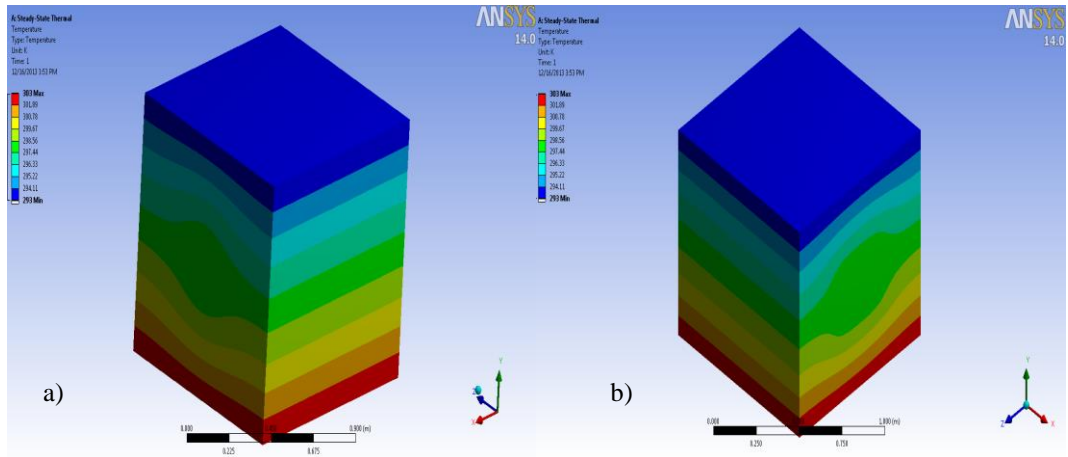 A: Steady-State Thermal
Temperature
Type: Temperature
Unit: K
Time: 1
12/16/2013 3:53 PM
303 Max
301.89
300.78
299.67
298.56
297.44
296.33
295.22
294.11
293 Min
ANSYS
14.0
a)
0.000
0.900 (m)
0.225
0.675
Z
Y
X
A: Steady-State Thermal
Temperature
Type: Temperature
Unit: K
Time: 1
12/16/2013 3:53 PM
303 Max
301.89
300.78
299.67
298.56
297.44
296.33
295.22
294.11
293 Min
ANSYS
14.0
b)
0.000
1.000 (m)
0.250
0.750
Y
Z
X